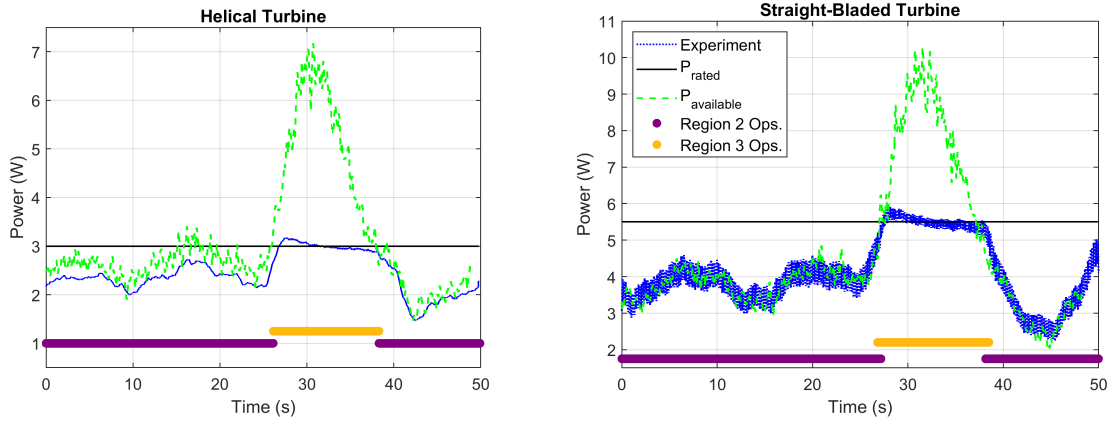 Helical Turbine
7
6
5
4
3
2
1
Power (W)
0
10
20
30
40
50
Time (s)
Straight-Bladed Turbine
11
10
9
8
7
6
5
4
3
2
Power (W)
0
10
20
30
40
50
Time (s)
Experiment
P_rated
P_available
Region 2 Ops.
Region 3 Ops.